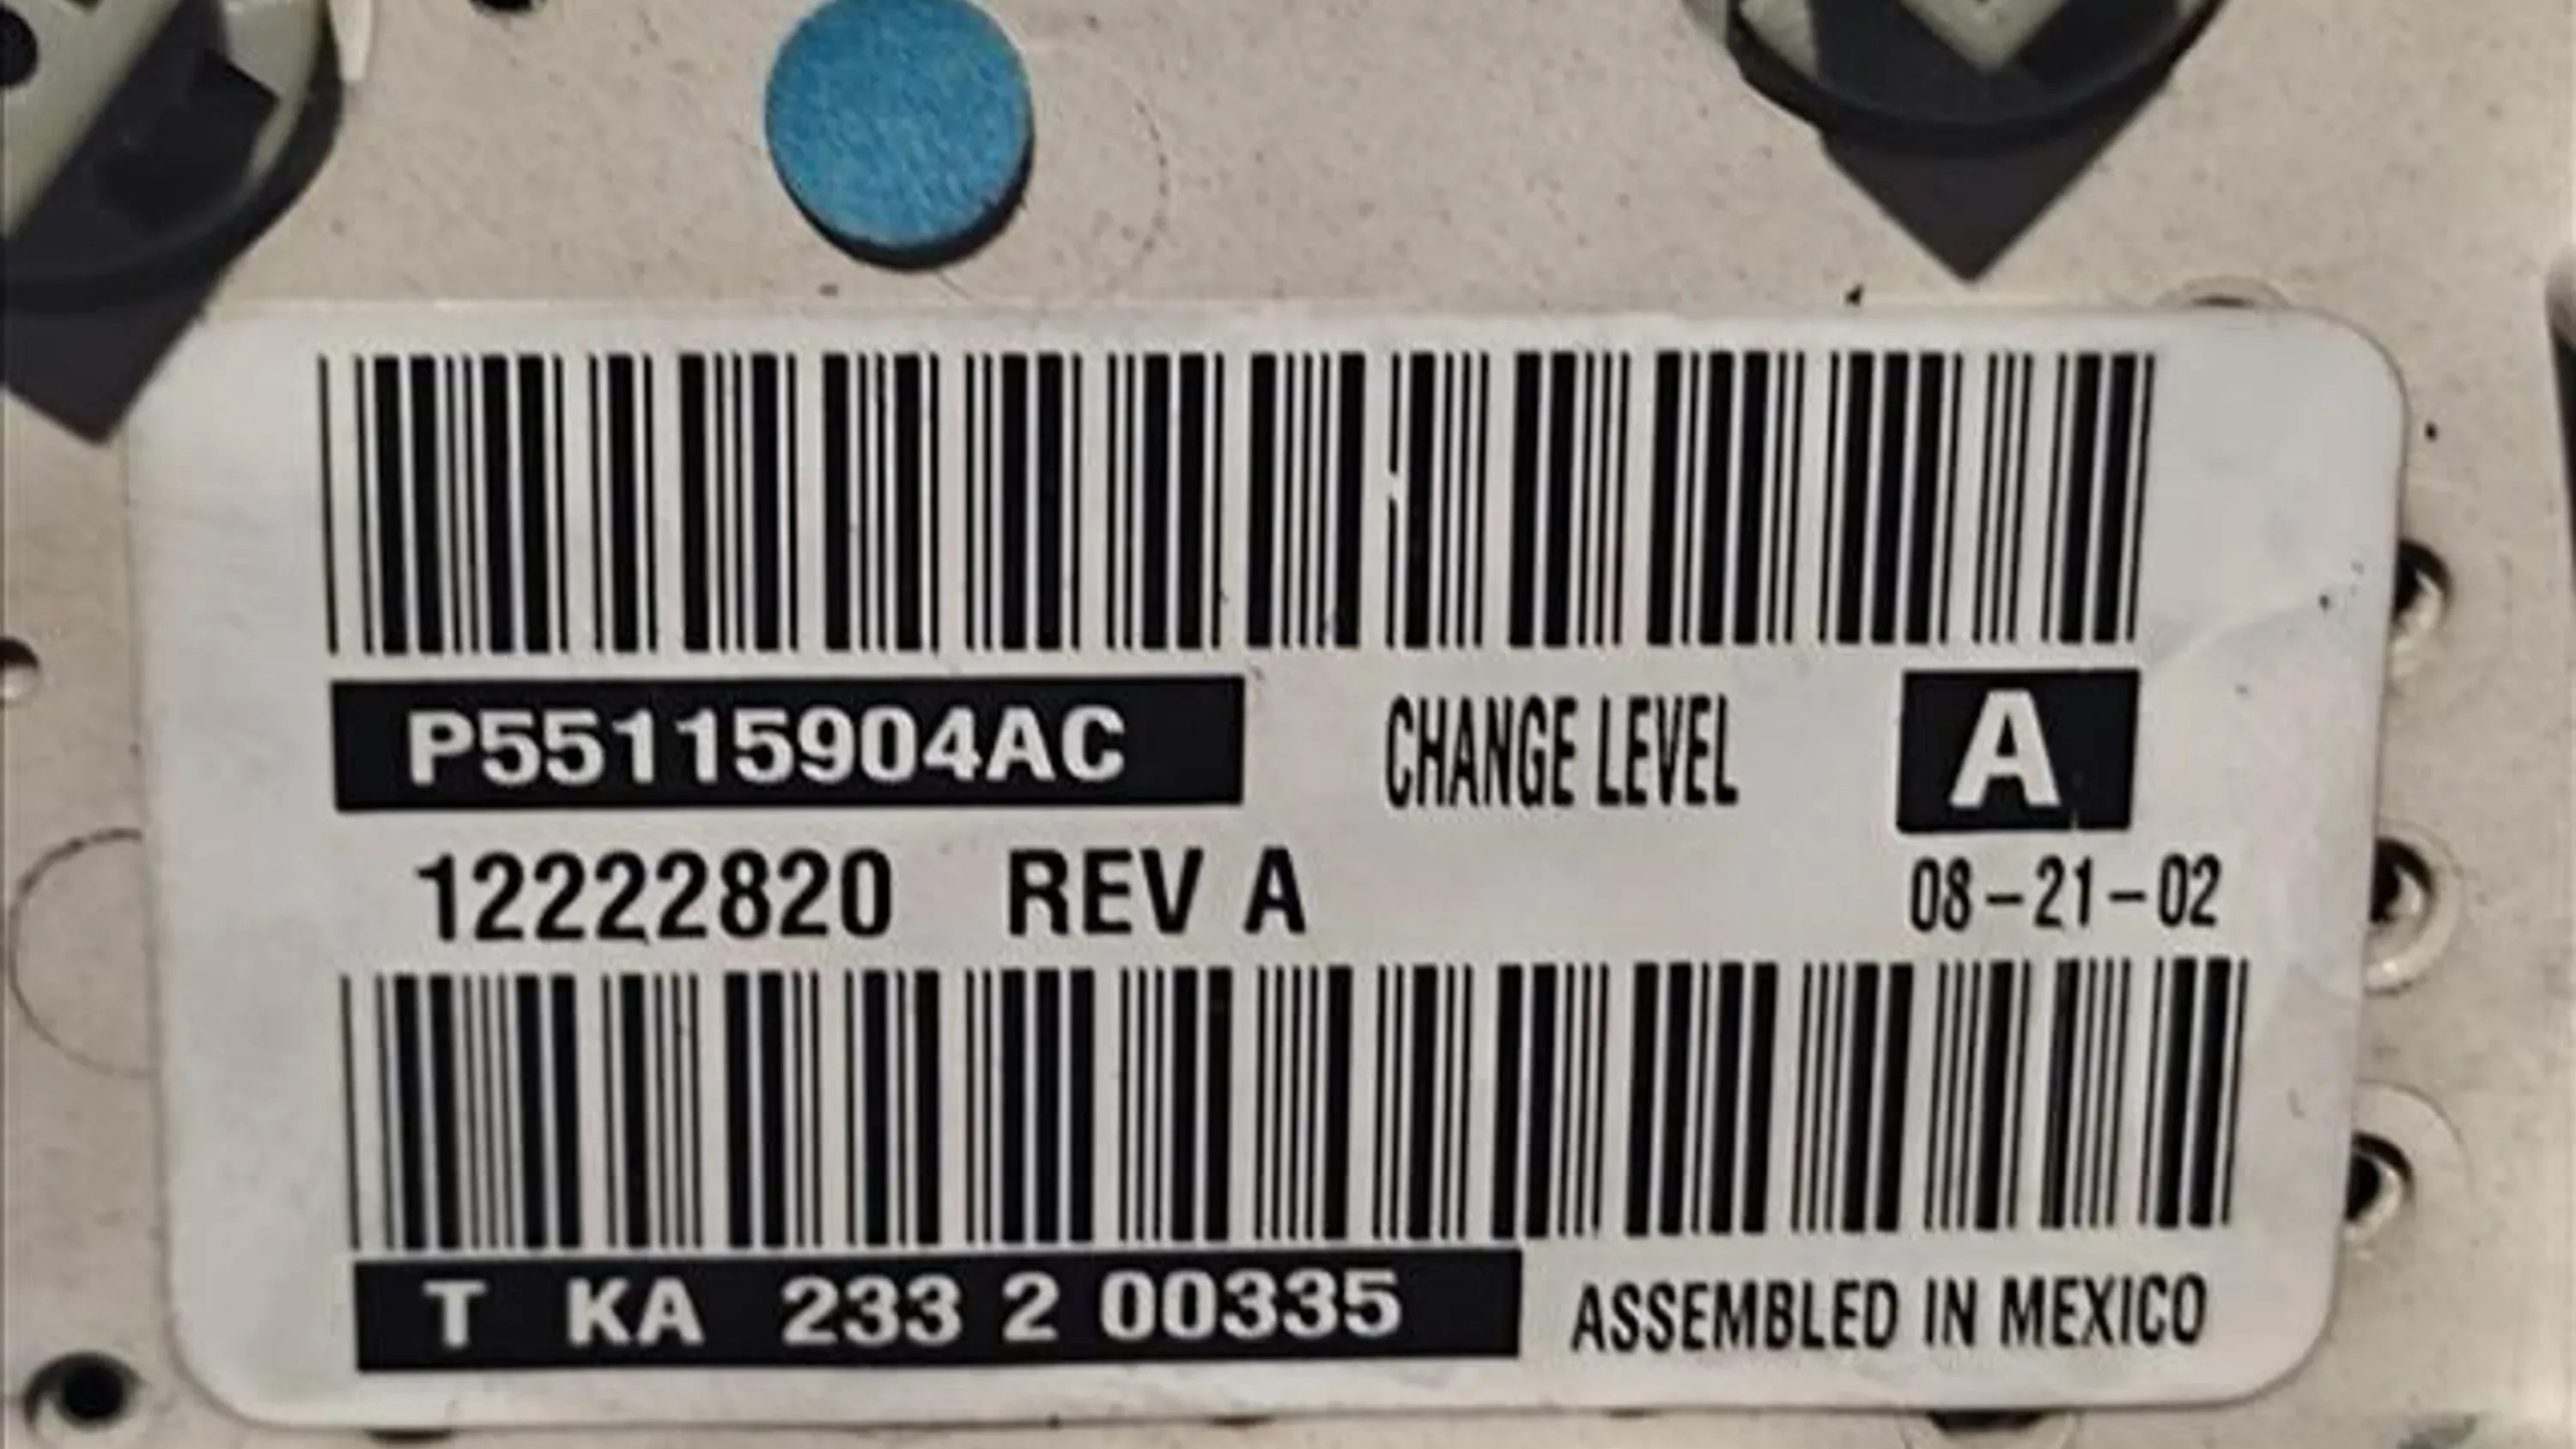 P55115904AC CHANGE LEVEL A
12222820 REV A 08-21-02
T KA 233 2 00335 ASSEMBLED IN MEXICO